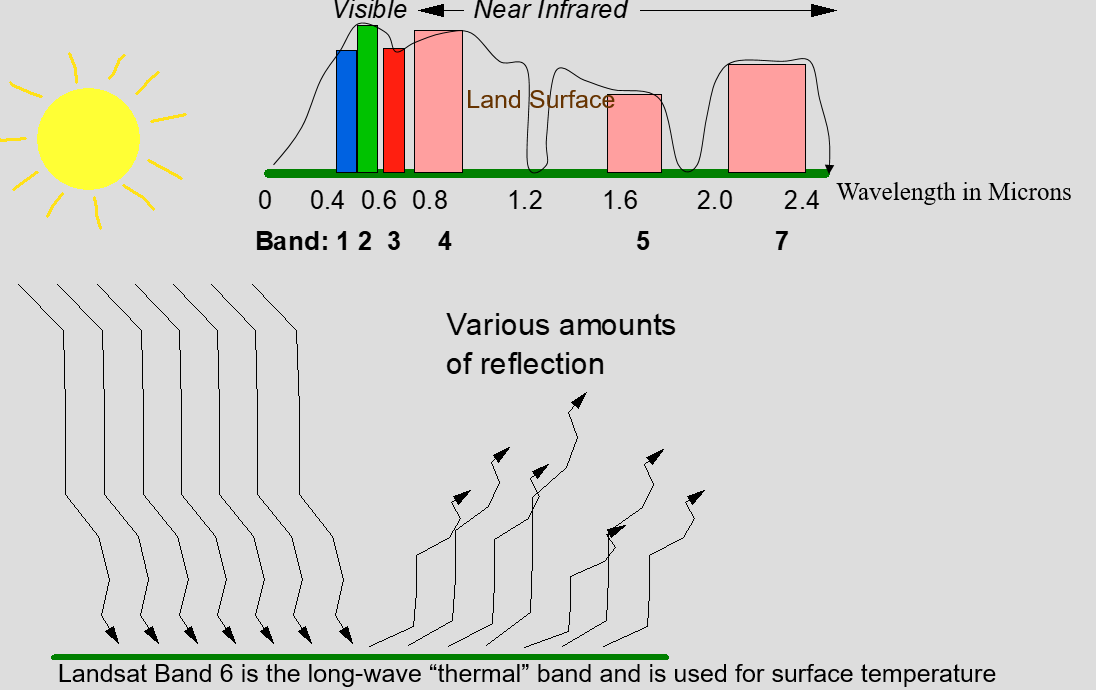 Visible Near Infrared
Land Surface
0 0.4 0.6 0.8 1.2 1.6 2.0 2.4 Wavelength in Microns
Band: 1 2 3 4 5 7
Various amounts
of reflection
Landsat Band 6 is the long-wave “thermal” band and is used for surface temperature